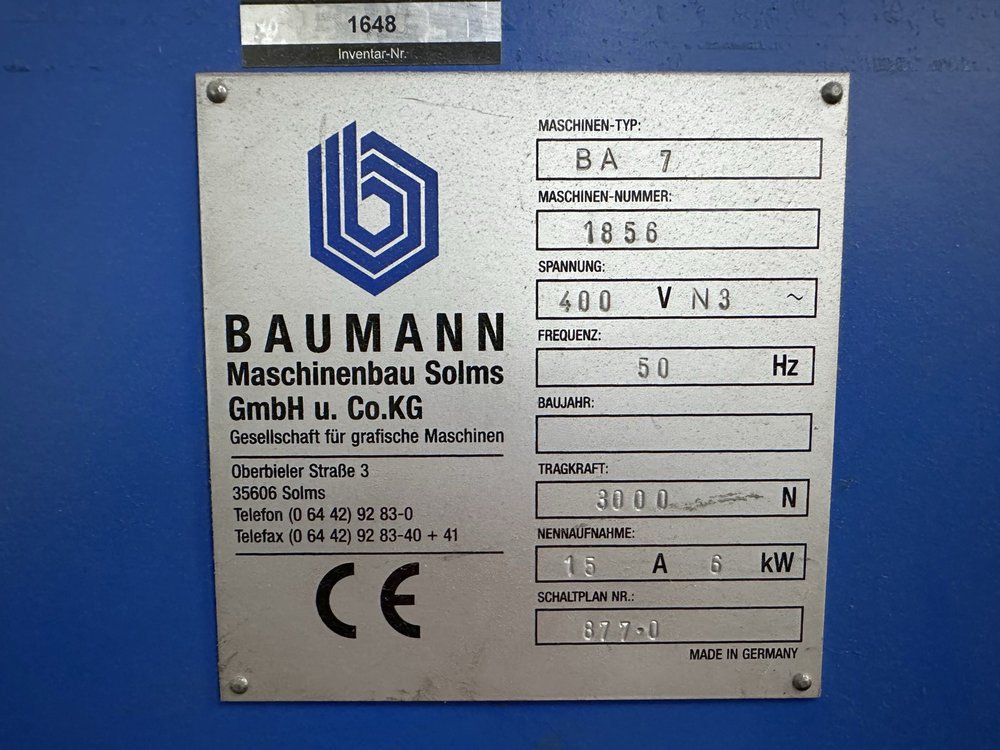 1648
Inventar-Nr.
BAUMANN
Maschinenbau Solms
GmbH u. Co.KG
Gesellschaft für grafische Maschinen
Oberbieler Straße 3
35606 Solms
Telefon (0 64 42) 92 83-0
Telefax (0 64 42) 92 83-40 + 41
CE
MASCHINEN-TYP:
BA 7
MASCHINEN-NUMMER:
1856
SPANNUNG:
400 V N3 ~
FREQUENZ:
50 Hz
BAUJAHR:
TRAGKRAFT:
3000 N
NENNAUFNAHME:
15 A 6 kW
SCHALTPLAN NR.:
877-0
MADE IN GERMANY